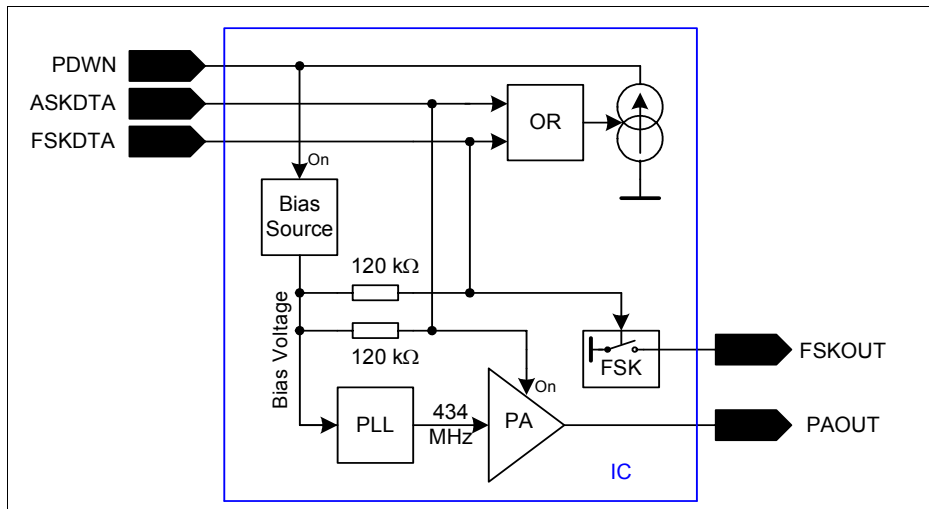 PDWN
ASKDTA
FSKDTA
OR
On
Bias
Source
120 kΩ
Bias Voltage
120 kΩ
FSK
FSKOUT
On
PLL
434
MHz
PA
PAOUT
IC